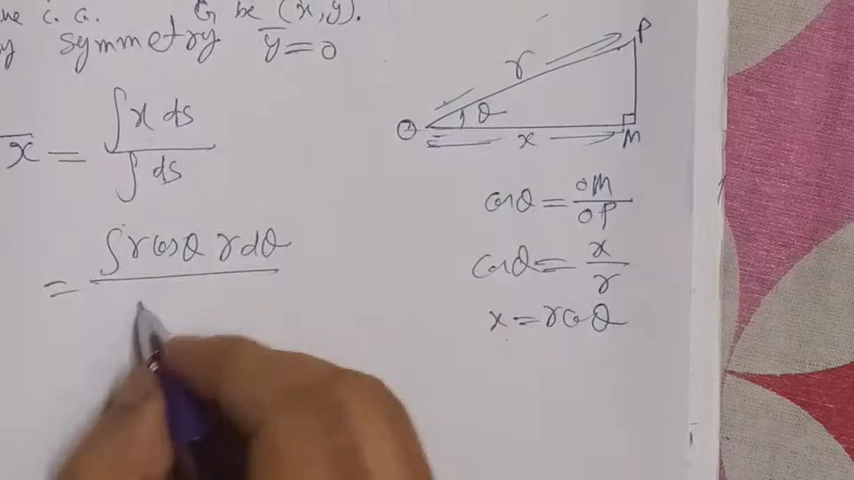 c. G. G be (x, y).
symmetry y̅ = 0
x̅ = ∫ x ds / ∫ ds
= ∫ r cosθ r dθ
P
r
θ
O x M
cosθ = OM / OP
cosθ = x / r
x = r cosθ